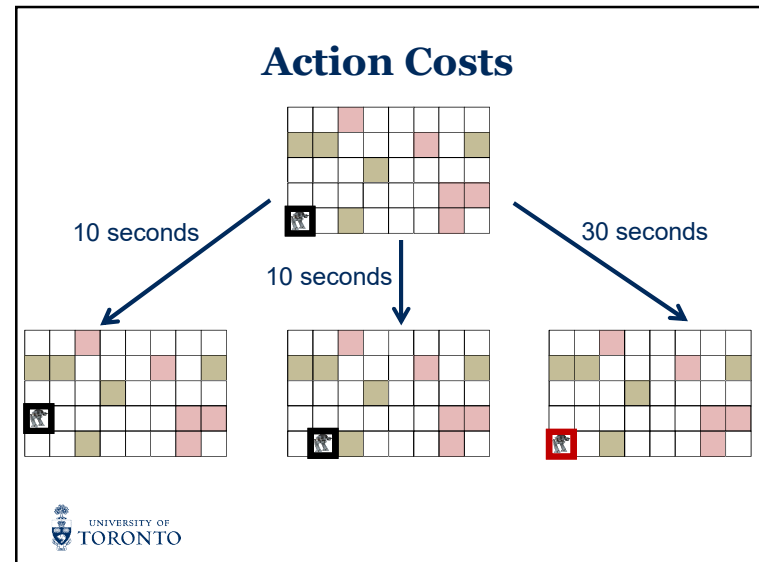 Action Costs
10 seconds
10 seconds
30 seconds
UNIVERSITY OF
TORONTO